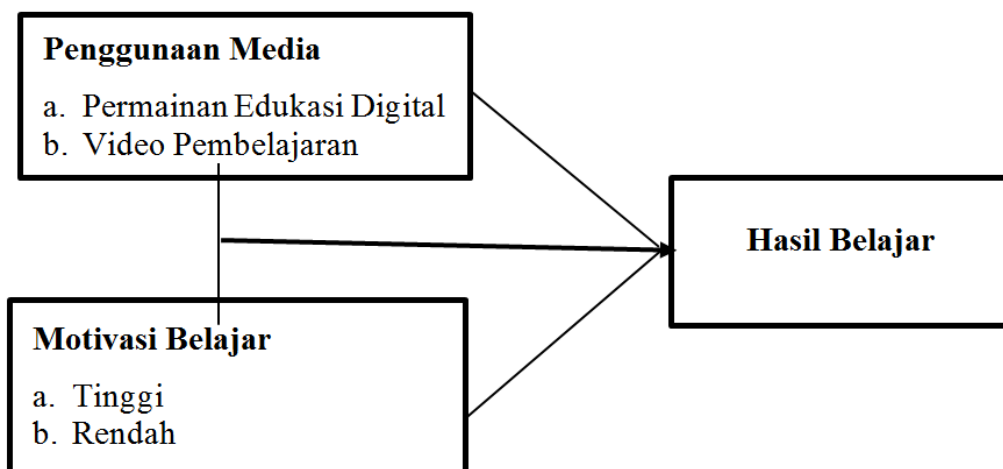 Penggunaan Media
a. Permainan Edukasi Digital
b. Video Pembelajaran
Hasil Belajar
Motivasi Belajar
a. Tinggi
b. Rendah